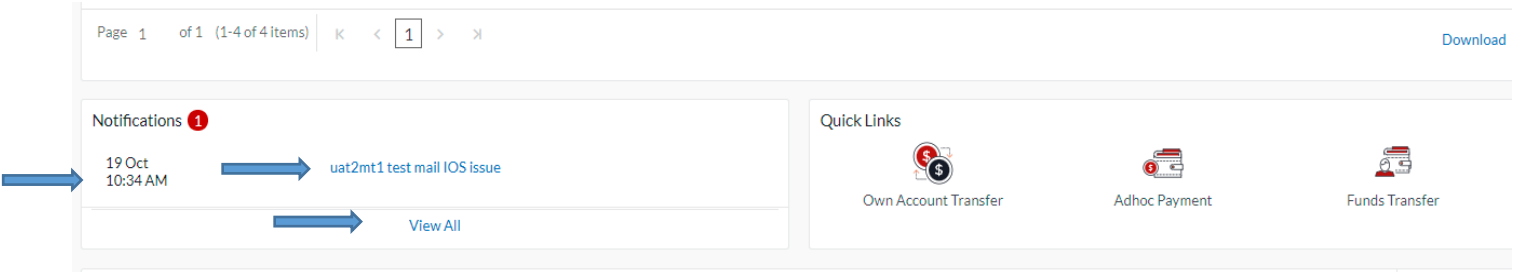 Page 1 of 1 (1-4 of 4 items) K < 1 > >|
Download
Notifications 1
19 Oct
10:34 AM
uat2mt1 test mail IOS issue
View All
Quick Links
Own Account Transfer
Adhoc Payment
Funds Transfer